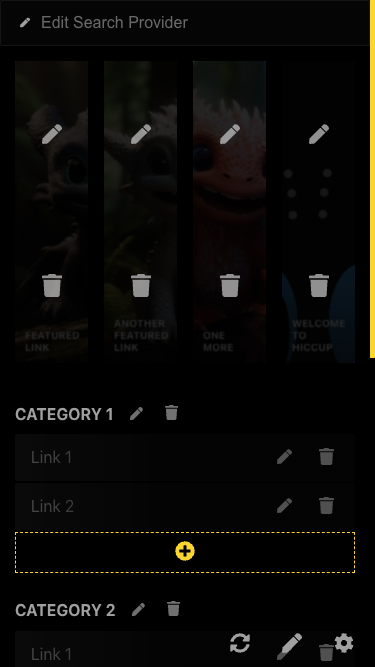 Edit Search Provider
FEATURED
LINK
ANOTHER
FEATURED
LINK
ONE
MORE
WELCOME
TO
HICCUP
CATEGORY 1
Link 1
Link 2
CATEGORY 2
Link 1